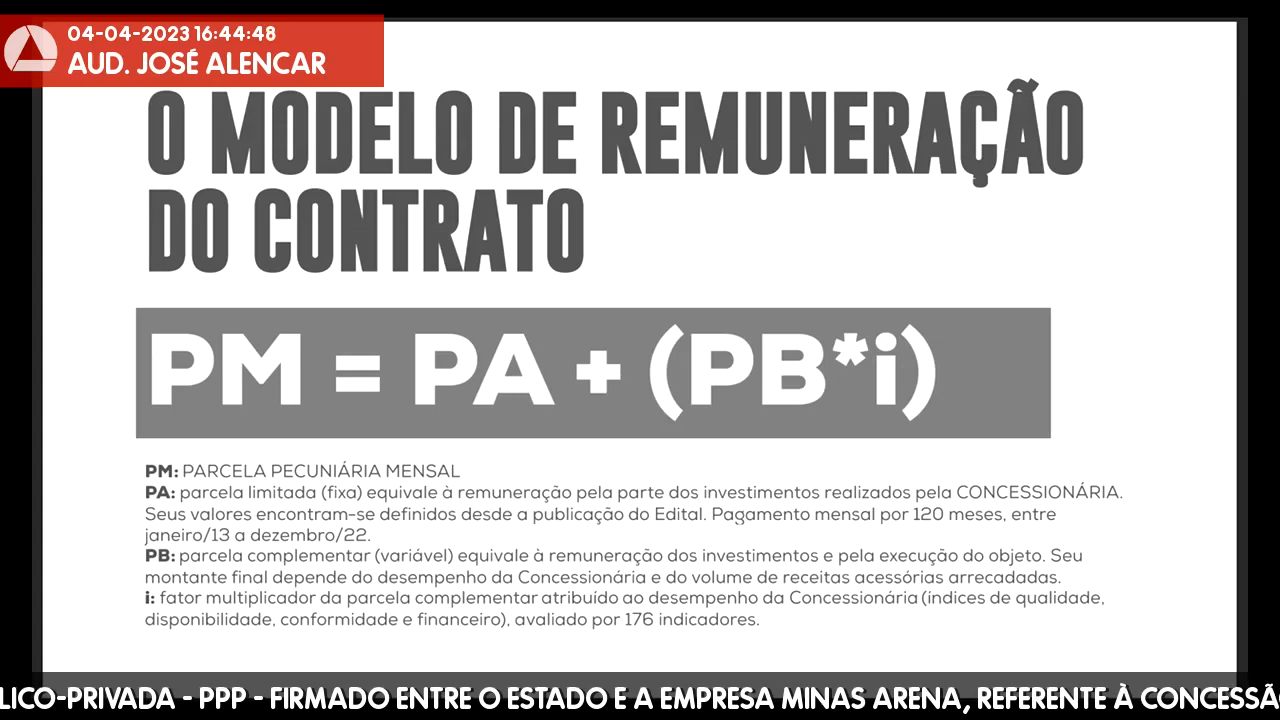 04-04-2023 16:44:48
AUD. JOSÉ ALENCAR
O MODELO DE REMUNERAÇÃO
DO CONTRATO
PM = PA + (PB*i)
PM: PARCELA PECUNIÁRIA MENSAL
PA: parcela limitada (fixa) equivale à remuneração pela parte dos investimentos realizados pela CONCESSIONÁRIA.
Seus valores encontram-se definidos desde a publicação do Edital. Pagamento mensal por 120 meses, entre
janeiro/13 a dezembro/22.
PB: parcela complementar (variável) equivale à remuneração dos investimentos e pela execução do objeto. Seu
montante final depende do desempenho da Concessionária e do volume de receitas acessórias arrecadadas.
i: fator multiplicador da parcela complementar atribuído ao desempenho da Concessionária (índices de qualidade,
disponibilidade, conformidade e financeiro), avaliado por 176 indicadores.
LICO-PRIVADA - PPP - FIRMADO ENTRE O ESTADO E A EMPRESA MINAS ARENA, REFERENTE À CONCESSÃ